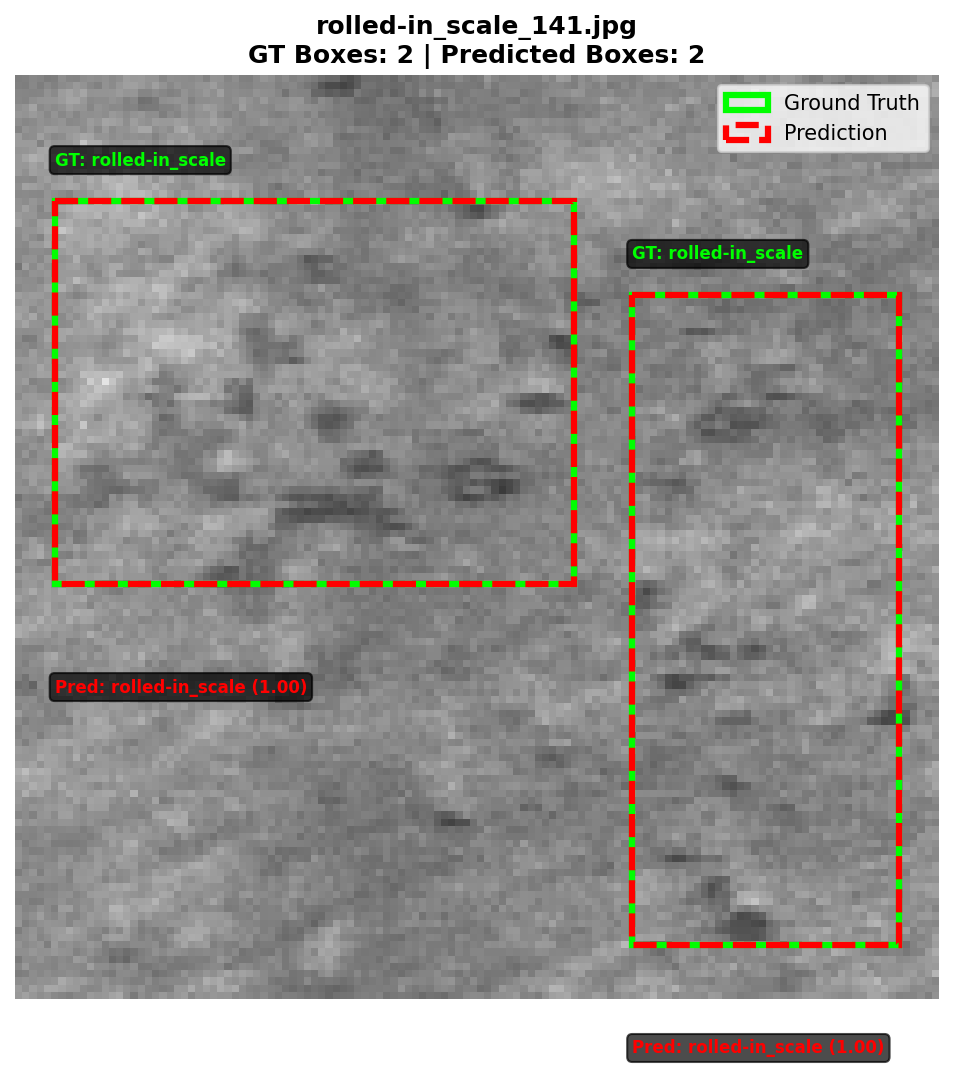 rolled-in_scale_141.jpg
GT Boxes: 2 | Predicted Boxes: 2
Ground Truth
Prediction
GT: rolled-in_scale
GT: rolled-in_scale
Pred: rolled-in_scale (1.00)
Pred: rolled-in_scale (1.00)